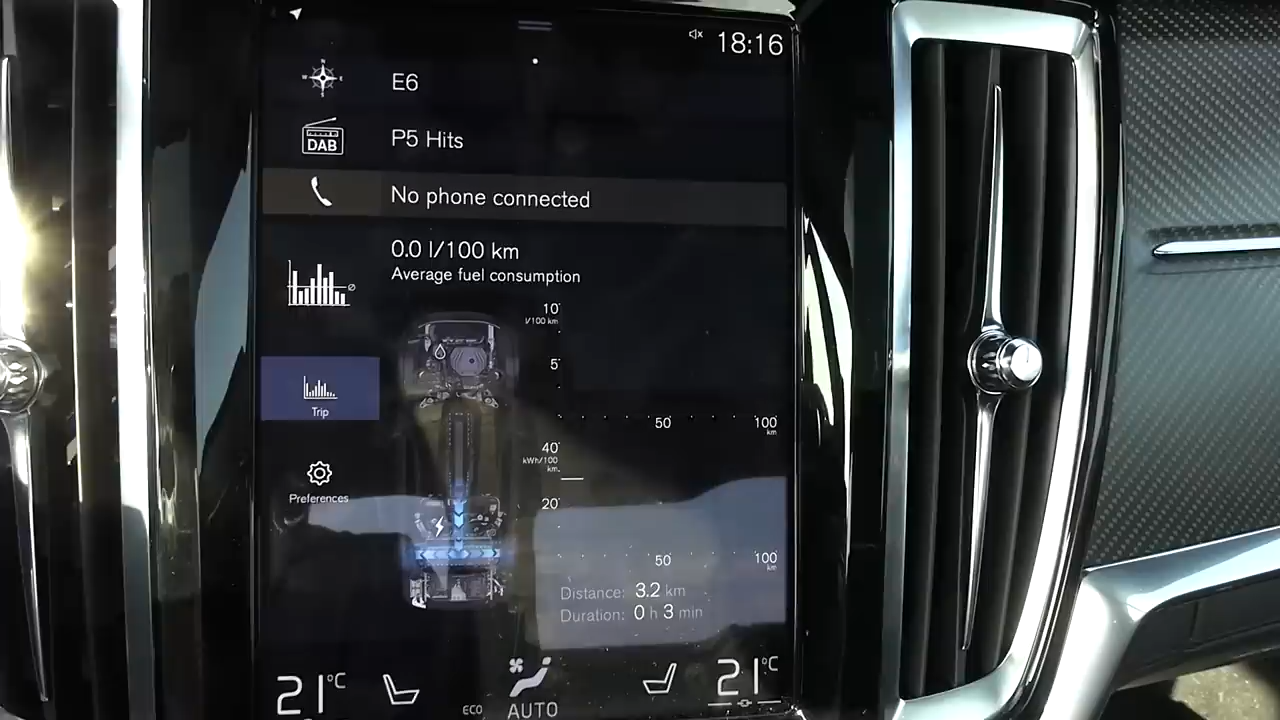 18:16
E6
DAB
P5 Hits
No phone connected
0.0 l/100 km
Average fuel consumption
10
l/100 km
5
50
100
km
Trip
40
kWh/100
km
20
Preferences
50
100
km
Distance: 3.2 km
Duration: 0 h 3 min
21°C
ECO
AUTO
21°C